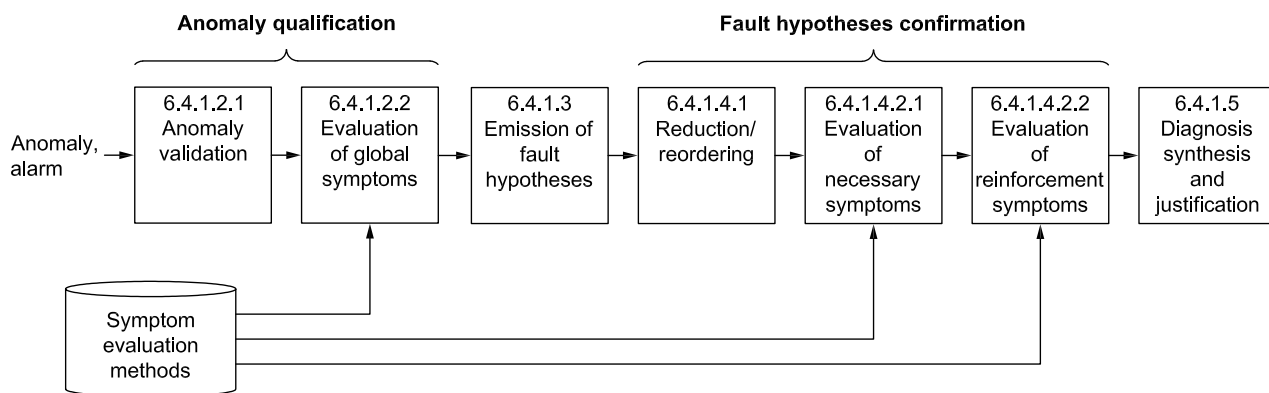 Anomaly qualification
Fault hypotheses confirmation
Anomaly,
alarm
6.4.1.2.1
Anomaly
validation
6.4.1.2.2
Evaluation
of global
symptoms
6.4.1.3
Emission of
fault
hypotheses
6.4.1.4.1
Reduction/
reordering
6.4.1.4.2.1
Evaluation
of
necessary
symptoms
6.4.1.4.2.2
Evaluation
of
reinforcement
symptoms
6.4.1.5
Diagnosis
synthesis
and
justification
Symptom
evaluation
methods